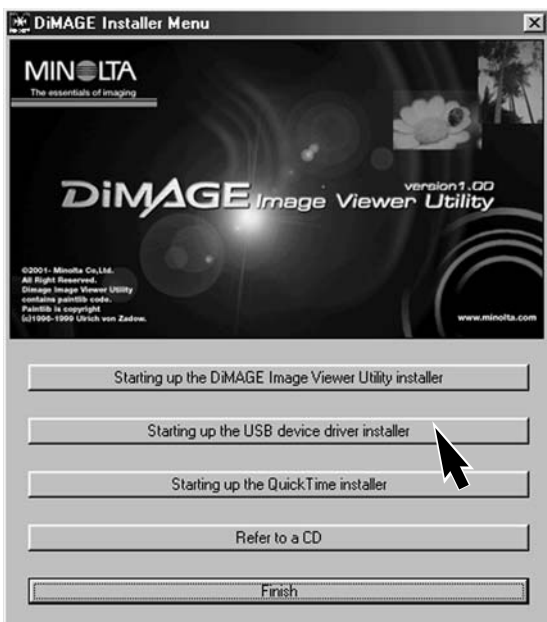 DiMAGE Installer Menu
MINOLTA
The essentials of imaging
DiMAGE Image Viewer Utility
version1.00
©2001- Minolta Co,Ltd.
All Right Reserved.
Dimage Image Viewer Utility
contains paintlib code.
Paintlib is copyright
(c)1996-1999 Ulrich von Zadow.
www.minolta.com
Starting up the DiMAGE Image Viewer Utility installer
Starting up the USB device driver installer
Starting up the QuickTime installer
Refer to a CD
Finish